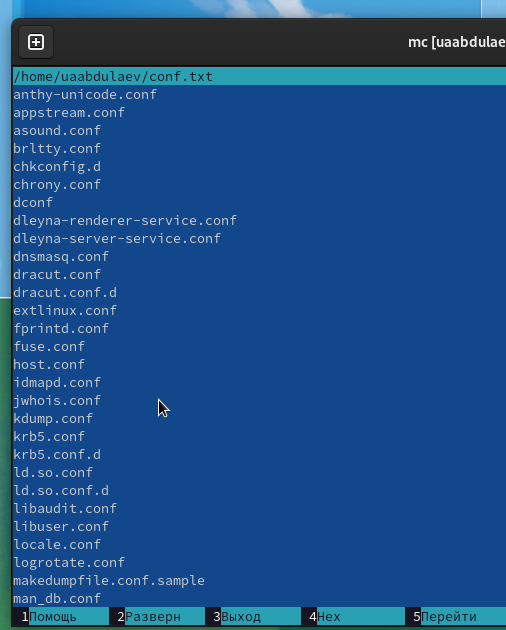 mc [uaabdulae
/home/uaabdulaev/conf.txt
anthy-unicode.conf
appstream.conf
asound.conf
brltty.conf
chkconfig.d
chrony.conf
dconf
dleyna-renderer-service.conf
dleyna-server-service.conf
dnsmasq.conf
dracut.conf
dracut.conf.d
extlinux.conf
fprintd.conf
fuse.conf
host.conf
idmapd.conf
jwhois.conf
kdump.conf
krb5.conf
krb5.conf.d
ld.so.conf
ld.so.conf.d
libaudit.conf
libuser.conf
locale.conf
logrotate.conf
makedumpfile.conf.sample
man_db.conf
1Помощь 2Разверн 3Выход 4Hex 5Перейти